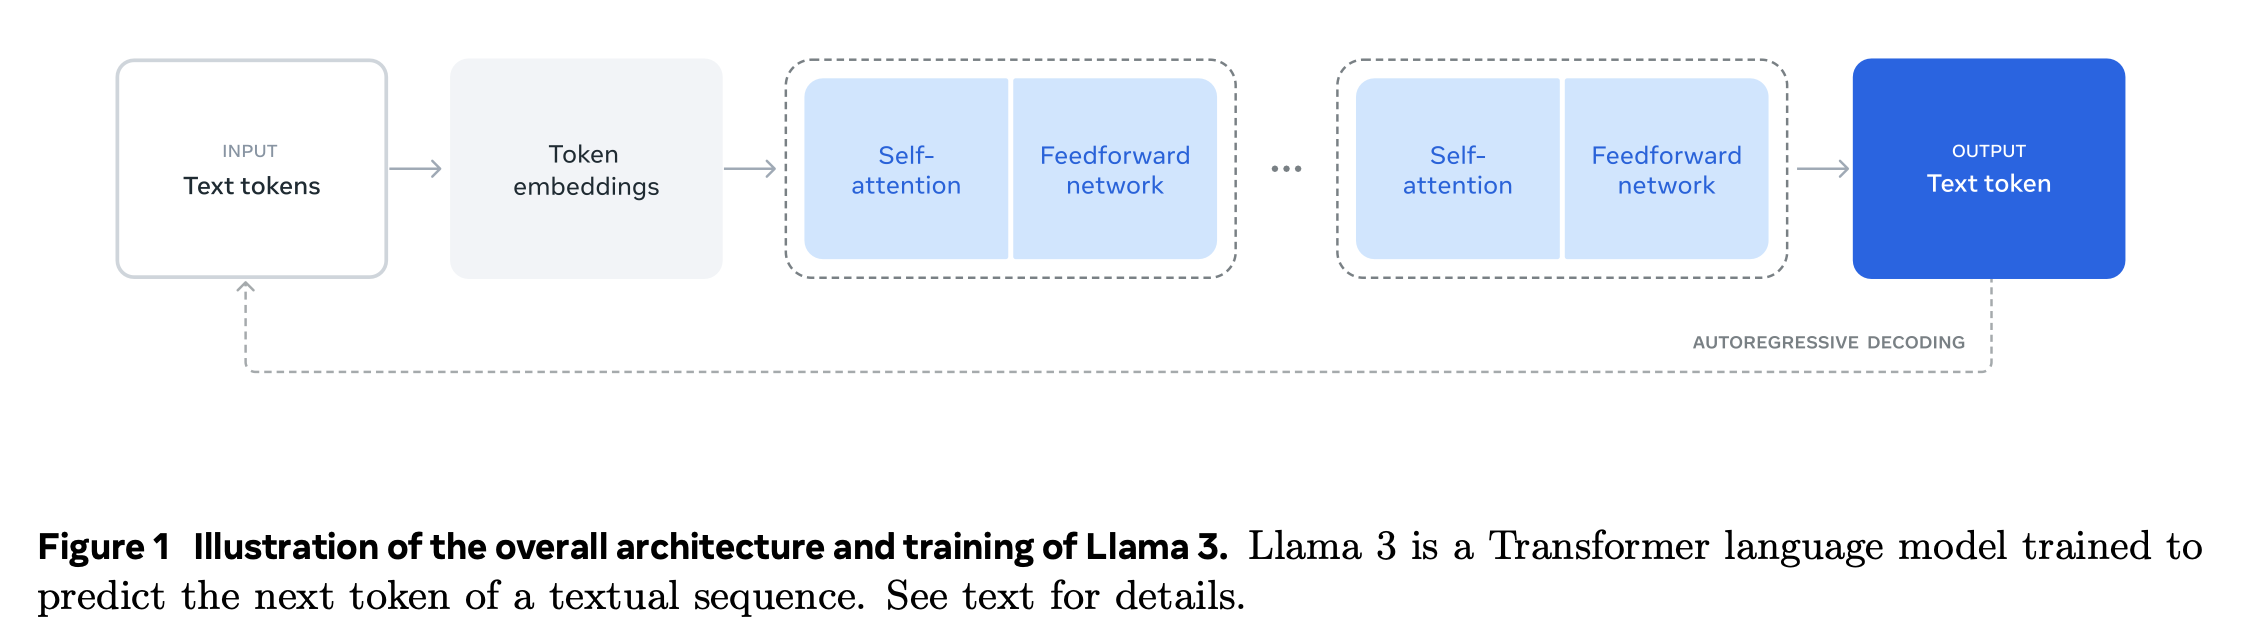 INPUT
Text tokens
Token
embeddings
Self-
attention
Feedforward
network
...
Self-
attention
Feedforward
network
OUTPUT
Text token
AUTOREGRESSIVE DECODING
Figure 1 Illustration of the overall architecture and training of Llama 3. Llama 3 is a Transformer language model trained to
predict the next token of a textual sequence. See text for details.